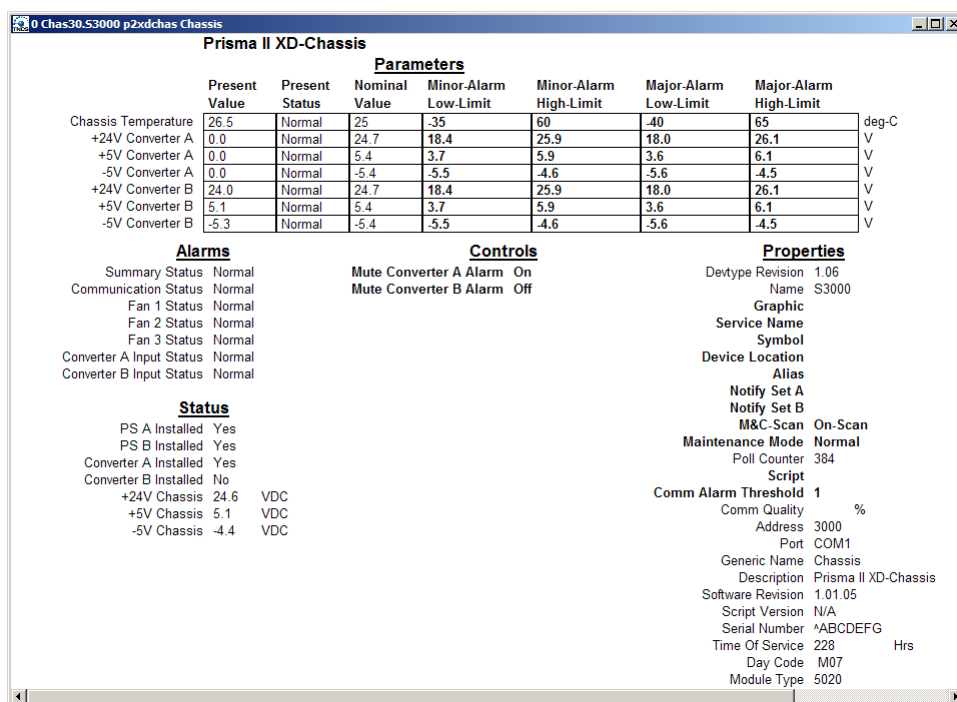 TNCS
0 Chas30.S3000 p2xdchas Chassis
Prisma II XD-Chassis
Parameters
Present Present Nominal Minor-Alarm Minor-Alarm Major-Alarm Major-Alarm
Value Status Value Low-Limit High-Limit Low-Limit High-Limit
Chassis Temperature 26.5 Normal 25 -35 60 -40 65 deg-C
+24V Converter A 0.0 Normal 24.7 18.4 25.9 18.0 26.1 V
+5V Converter A 0.0 Normal 5.4 3.7 5.9 3.6 6.1 V
-5V Converter A 0.0 Normal -5.4 -5.5 -4.6 -5.6 -4.5 V
+24V Converter B 24.0 Normal 24.7 18.4 25.9 18.0 26.1 V
+5V Converter B 5.1 Normal 5.4 3.7 5.9 3.6 6.1 V
-5V Converter B -5.3 Normal -5.4 -5.5 -4.6 -5.6 -4.5 V
Alarms
Summary Status Normal
Communication Status Normal
Fan 1 Status Normal
Fan 2 Status Normal
Fan 3 Status Normal
Converter A Input Status Normal
Converter B Input Status Normal
Status
PS A Installed Yes
PS B Installed Yes
Converter A Installed Yes
Converter B Installed No
+24V Chassis 24.6 VDC
+5V Chassis 5.1 VDC
-5V Chassis -4.4 VDC
Controls
Mute Converter A Alarm On
Mute Converter B Alarm Off
Properties
Devtype Revision 1.06
Name S3000
Graphic
Service Name
Symbol
Device Location
Alias
Notify Set A
Notify Set B
M&C-Scan On-Scan
Maintenance Mode Normal
Poll Counter 384
Script
Comm Alarm Threshold 1
Comm Quality %
Address 3000
Port COM1
Generic Name Chassis
Description Prisma II XD-Chassis
Software Revision 1.01.05
Script Version N/A
Serial Number ^ABCDEFG
Time Of Service 228 Hrs
Day Code M07
Module Type 5020